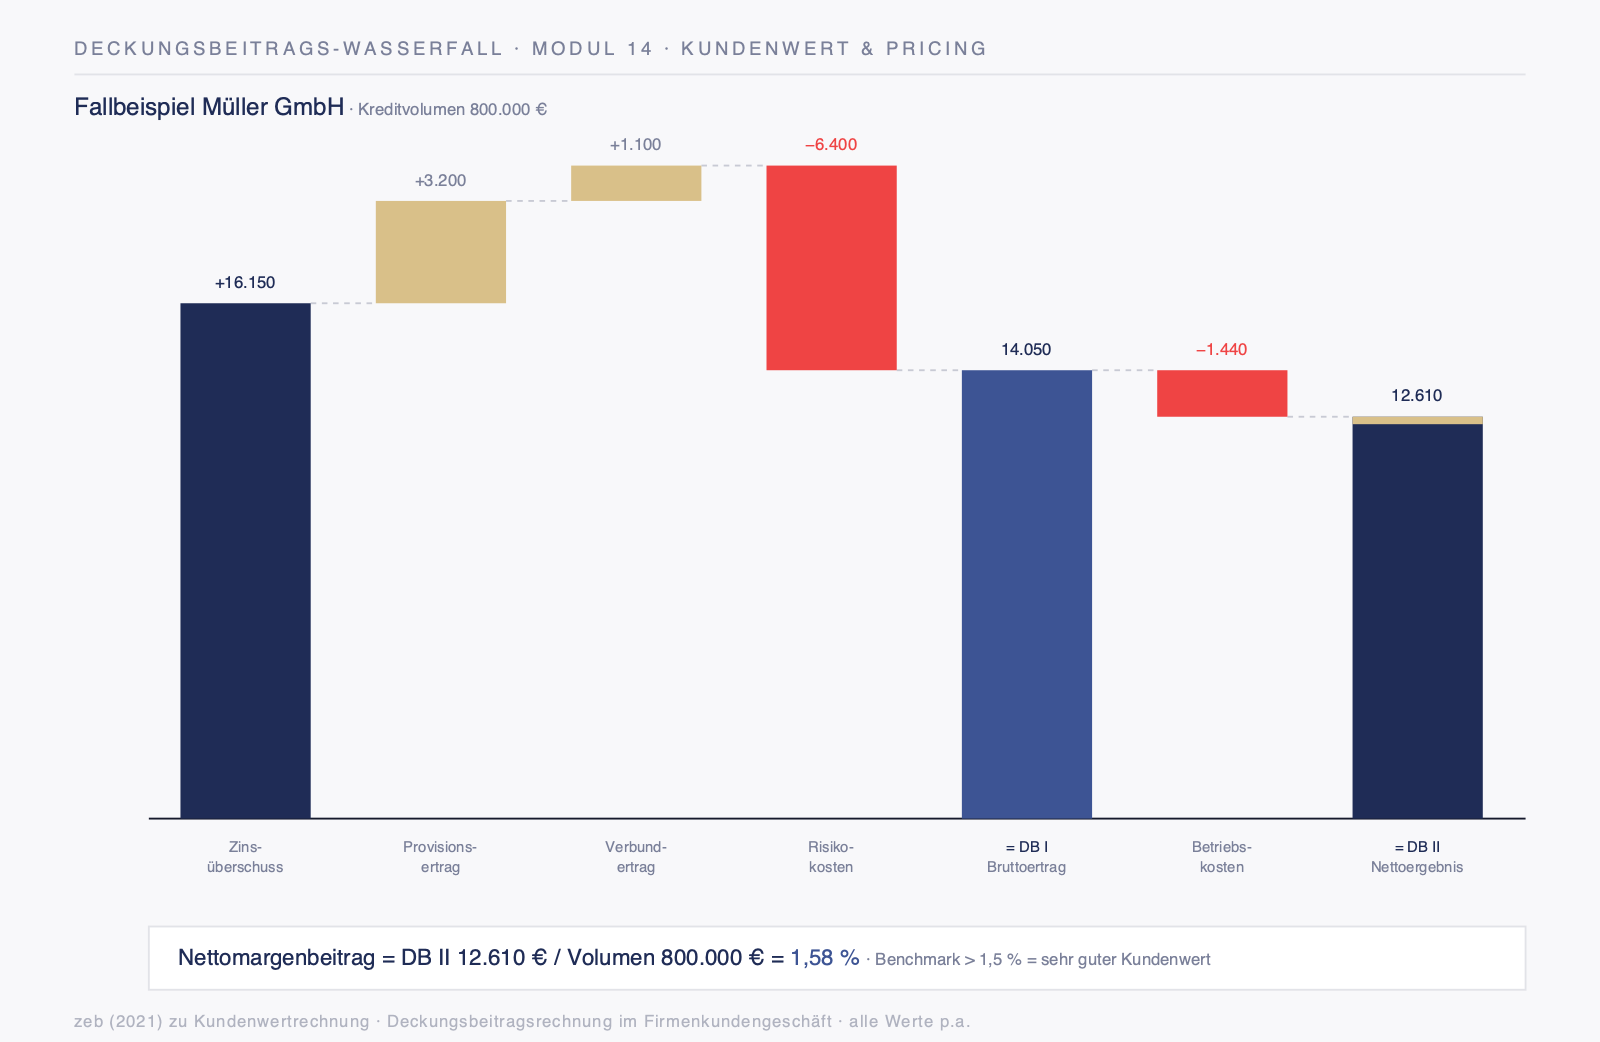 DECKUNGSBEITRAGS-WASSERFALL · MODUL 14 · KUNDENWERT & PRICING
Fallbeispiel Müller GmbH · Kreditvolumen 800.000 €
+16.150
+3.200
+1.100
−6.400
14.050
−1.440
12.610
Zins-
überschuss
Provisions-
ertrag
Verbund-
ertrag
Risiko-
kosten
= DB I
Bruttoertrag
Betriebs-
kosten
= DB II
Nettoergebnis
Nettomargenbeitrag = DB II 12.610 € / Volumen 800.000 € = 1,58 % · Benchmark > 1,5 % = sehr guter Kundenwert
zeb (2021) zu Kundenwertrechnung · Deckungsbeitragsrechnung im Firmenkundengeschäft · alle Werte p.a.